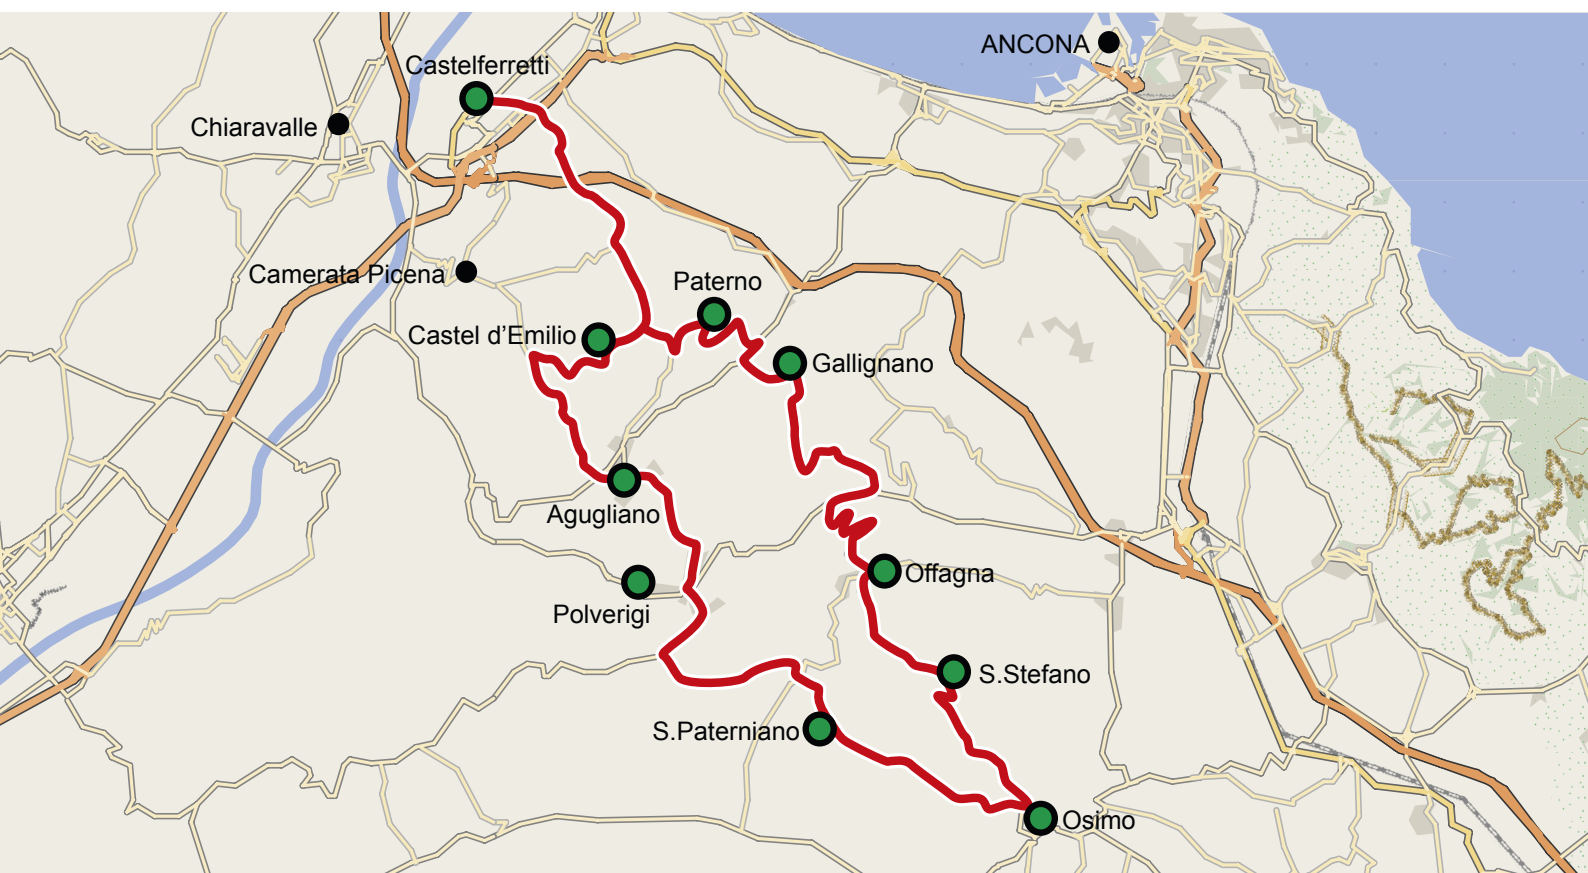 ANCONA
Castelferretti
Chiaravalle
Camerata Picena
Paterno
Castel d’Emilio
Gallignano
Agugliano
Offagna
Polverigi
S.Stefano
S.Paterniano
Osimo